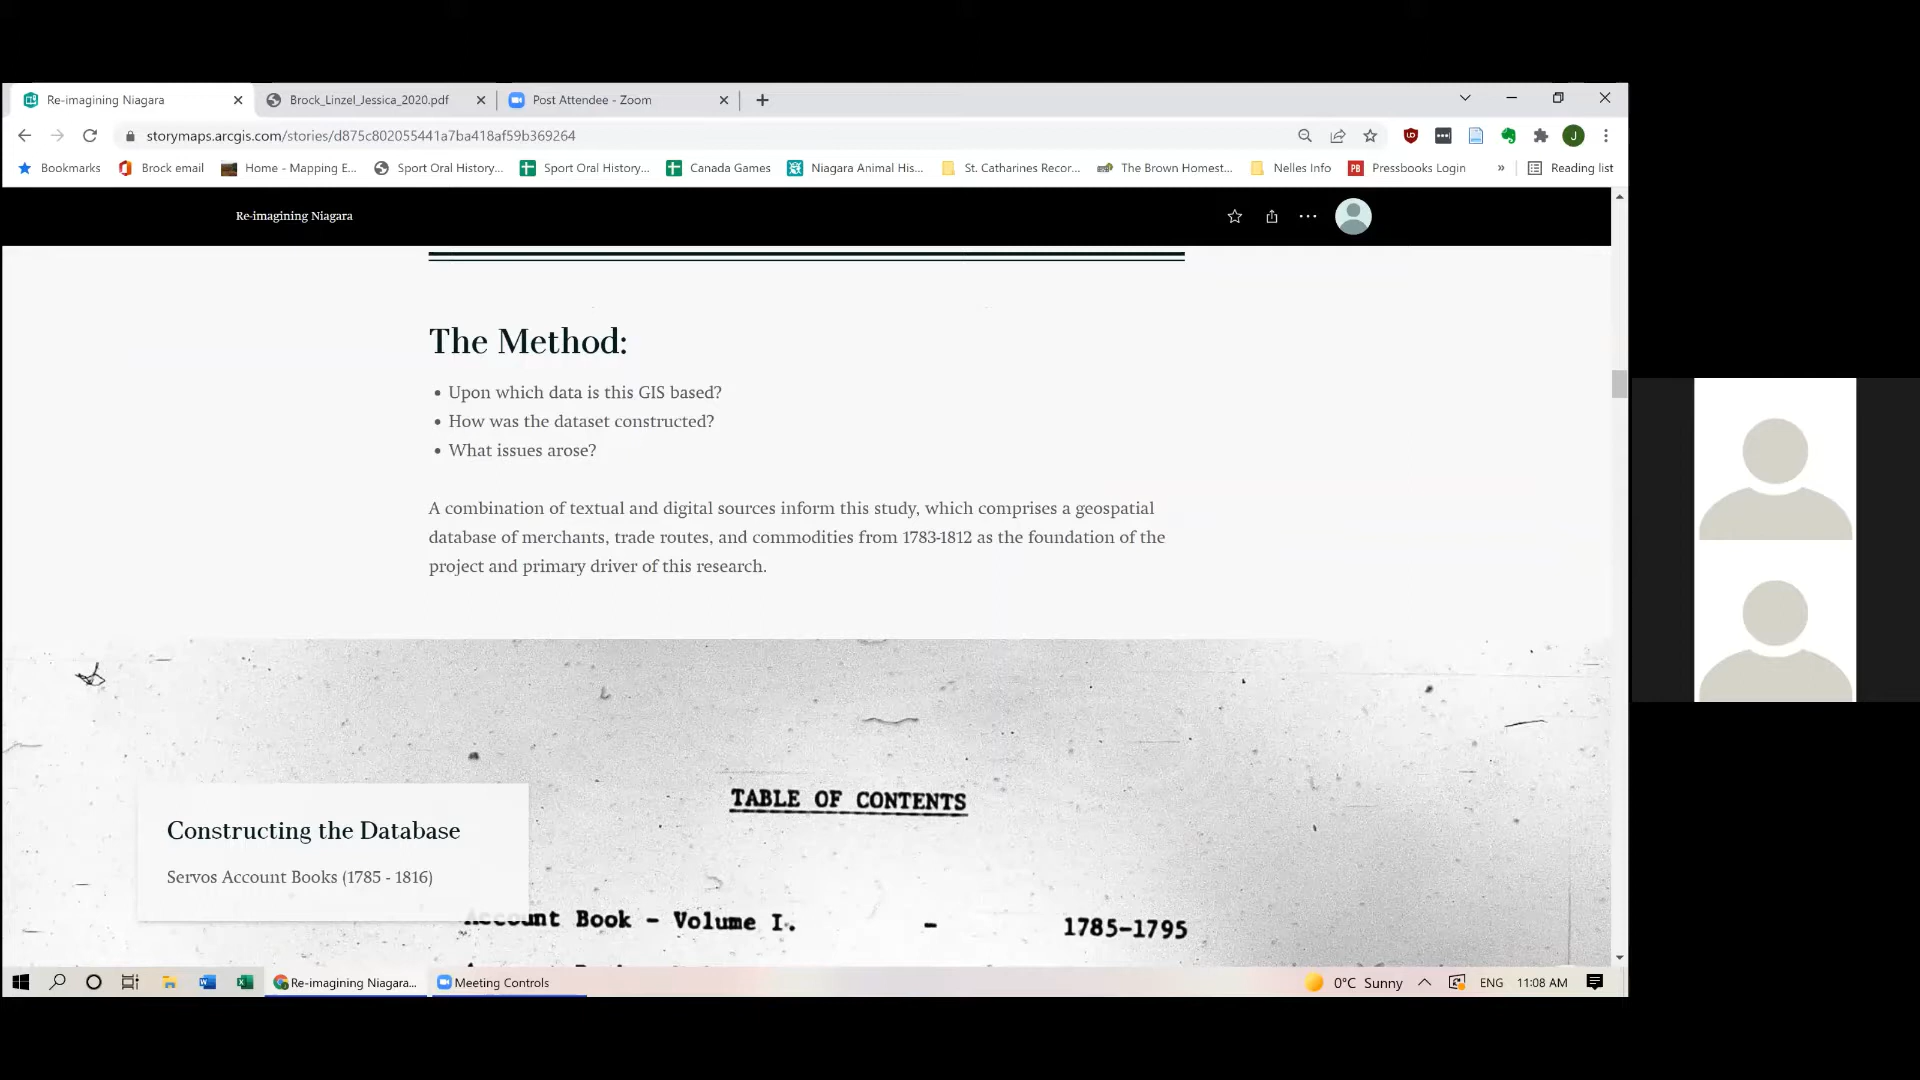 Re-imagining Niagara
Brock_Linzel_Jessica_2020.pdf
Post Attendee - Zoom
storymaps.arcgis.com/stories/d875c802055441a7ba418af59b369264
J
Bookmarks
Brock email
Home - Mapping E...
Sport Oral History...
Sport Oral History...
Canada Games
Niagara Animal His...
St. Catharines Recor...
The Brown Homest...
Nelles Info
PB
Pressbooks Login
»
Reading list
Re-imagining Niagara
The Method:
• Upon which data is this GIS based?
• How was the dataset constructed?
• What issues arose?
A combination of textual and digital sources inform this study, which comprises a geospatial
database of merchants, trade routes, and commodities from 1783-1812 as the foundation of the
project and primary driver of this research.
TABLE OF CONTENTS
Constructing the Database
Servos Account Books (1785 - 1816)
Account Book - Volume I. - 1785-1795
Re-imagining Niagara...
Meeting Controls
0°C Sunny
ENG
11:08 AM